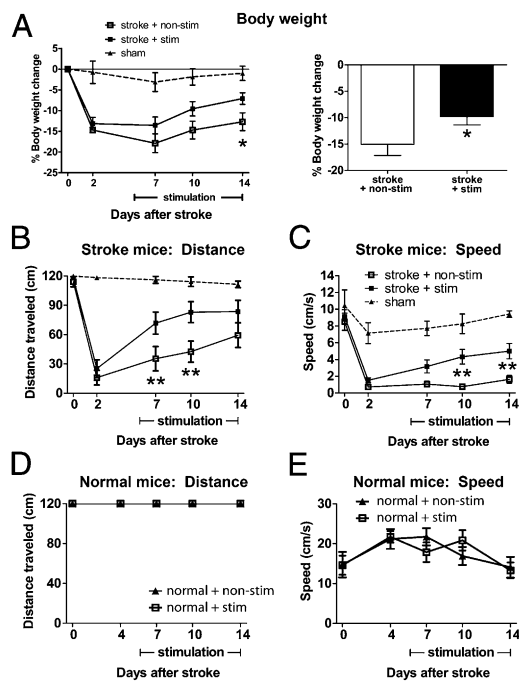 A
Body weight
stroke + non-stim
stroke + stim
sham
% Body weight change
5
0
-5
-10
-15
-20
-25
*
0 2 7 10 14
stimulation
Days after stroke
% Body weight change
0
-5
-10
-15
-20
*
stroke stroke
+ non-stim + stim
B
Stroke mice: Distance
Distance traveled (cm)
120
80
40
0
** **
0 2 7 10 14
stimulation
Days after stroke
C
Stroke mice: Speed
stroke + non-stim
stroke + stim
sham
Speed (cm/s)
14
12
10
8
6
4
2
0
** **
0 2 7 10 14
stimulation
Days after stroke
D
Normal mice: Distance
Distance traveled (cm)
120
80
40
0
normal + non-stim
normal + stim
0 4 7 10 14
stimulation
Days after stroke
E
Normal mice: Speed
normal + non-stim
normal + stim
Speed (cm/s)
30
20
10
0
0 4 7 10 14
stimulation
Days after stroke